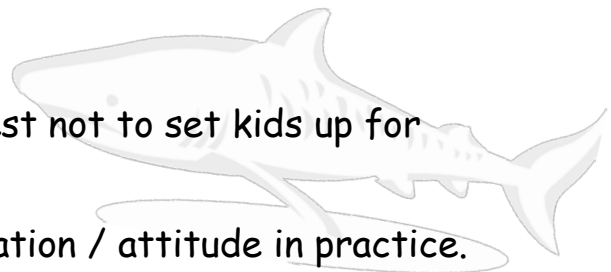 st not to set kids up for
ation / attitude in practice.